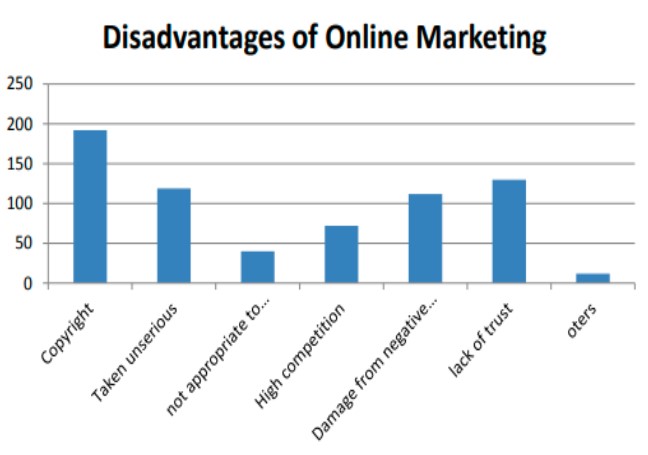 Disadvantages of Online Marketing
250
200
150
100
50
0
Copyright
Taken unserious
not appropriate to...
High competition
Damage from negative...
lack of trust
oters